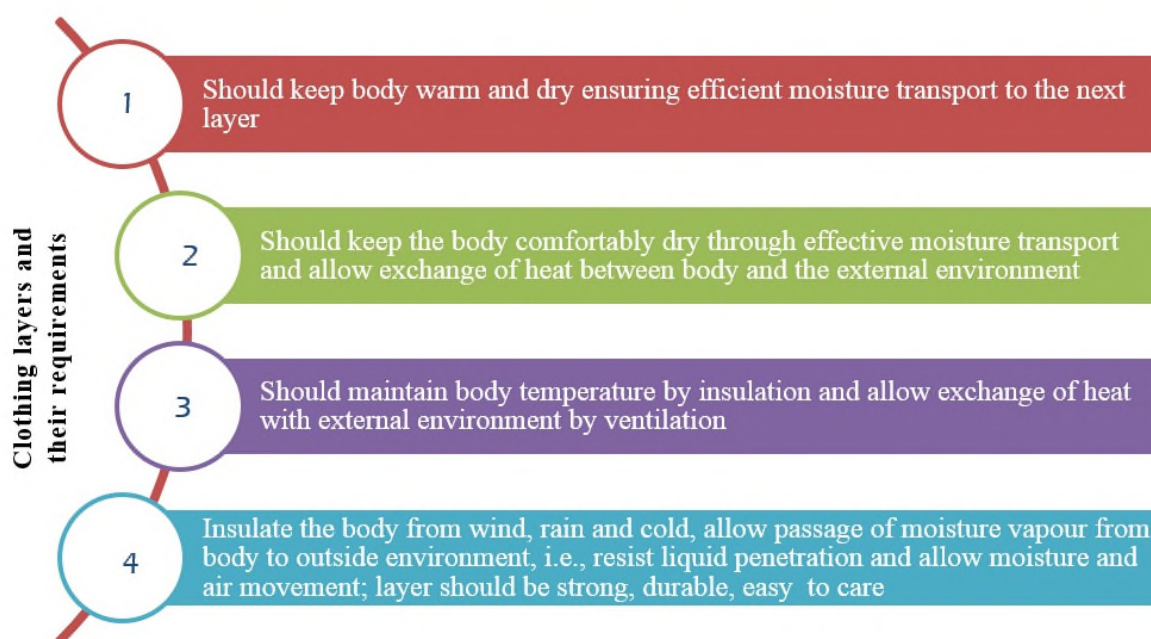 Clothing layers and
their requirements
1
Should keep body warm and dry ensuring efficient moisture transport to the next
layer
2
Should keep the body comfortably dry through effective moisture transport
and allow exchange of heat between body and the external environment
3
Should maintain body temperature by insulation and allow exchange of heat
with external environment by ventilation
4
Insulate the body from wind, rain and cold, allow passage of moisture vapour from
body to outside environment, i.e., resist liquid penetration and allow moisture and
air movement; layer should be strong, durable, easy to care